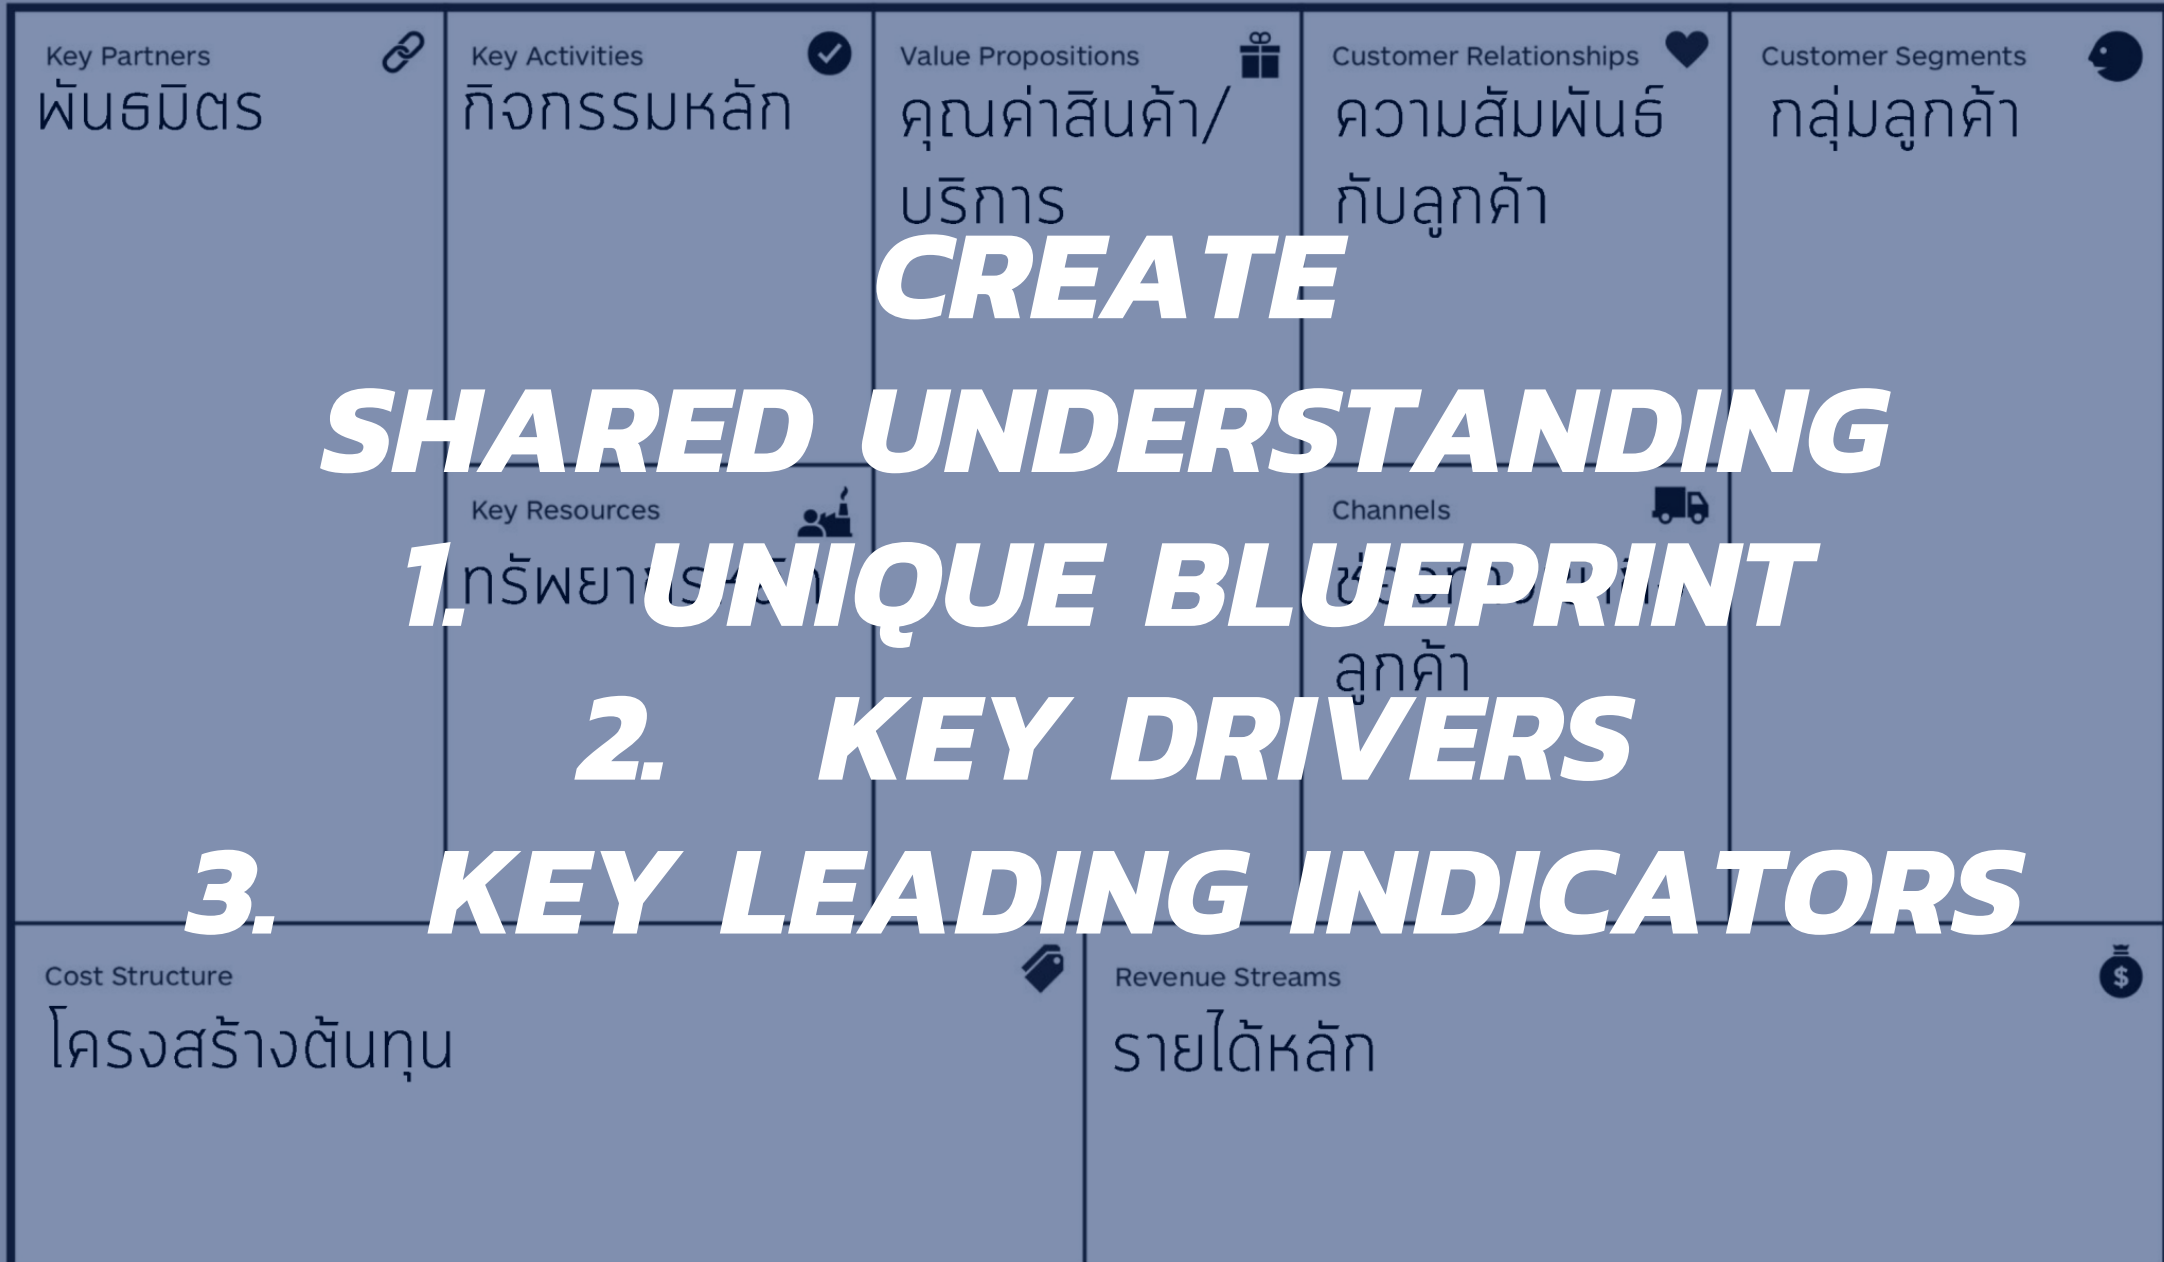 Key Partners
พันธมิตร
Key Activities
กิจกรรมหลัก
Value Propositions
คุณค่าสินค้า/
บริการ
Customer Relationships
ความสัมพันธ์
กับลูกค้า
Customer Segments
กลุ่มลูกค้า
CREATE
SHARED UNDERSTANDING
Key Resources
Channels
1. UNIQUE BLUEPRINT
ลูกค้า
2. KEY DRIVERS
3. KEY LEADING INDICATORS
Cost Structure
โครงสร้างต้นทุน
Revenue Streams
$
รายได้หลัก